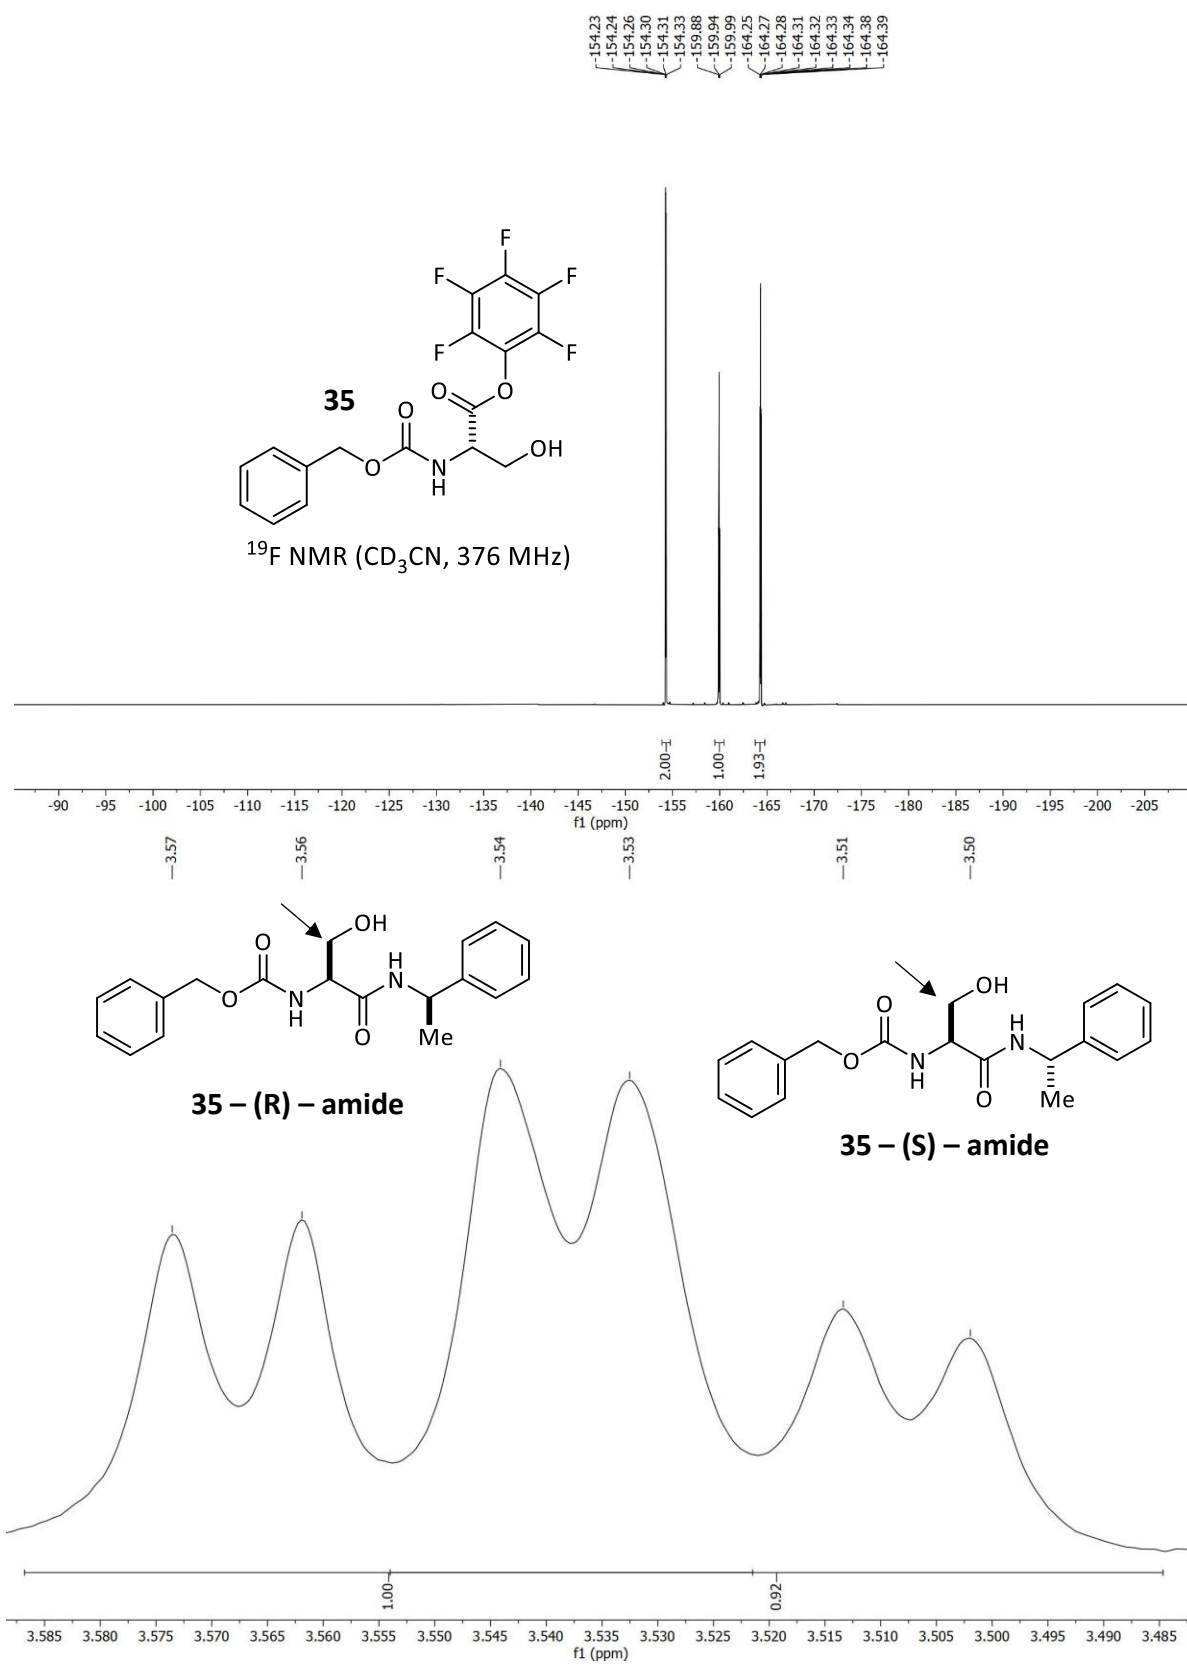 -154.23
-154.24
-154.26
-154.30
-154.31
-154.33
-159.88
-159.94
-159.99
-164.25
-164.27
-164.28
-164.31
-164.32
-164.33
-164.34
-164.38
-164.39
F
F F
F F
O O
35
O
O N
H
OH
19F NMR (CD3CN, 376 MHz)
2.00
1.00
1.93
-90 -95 -100 -105 -110 -115 -120 -125 -130 -135 -140 -145 -150 -155 -160 -165 -170 -175 -180 -185 -190 -195 -200 -205
f1 (ppm)
3.57
3.56
3.54
3.53
3.51
3.50
OH
O H
N
O N
H
O Me
35 – (R) – amide
OH
O H
N
O N
H
O Me
35 – (S) – amide
1.00
0.92
3.585 3.580 3.575 3.570 3.565 3.560 3.555 3.550 3.545 3.540 3.535 3.530 3.525 3.520 3.515 3.510 3.505 3.500 3.495 3.490 3.485
f1 (ppm)